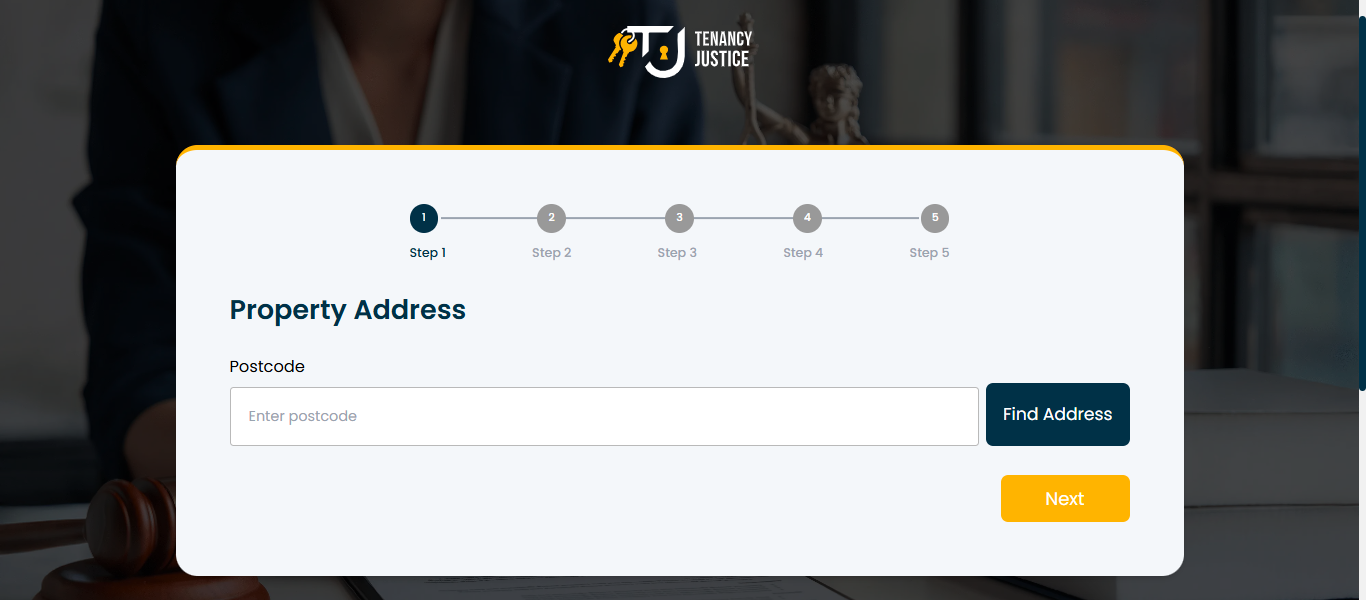 TENANCY
JUSTICE
1 2 3 4 5
Step 1 Step 2 Step 3 Step 4 Step 5
Property Address
Postcode
Enter postcode
Find Address
Next